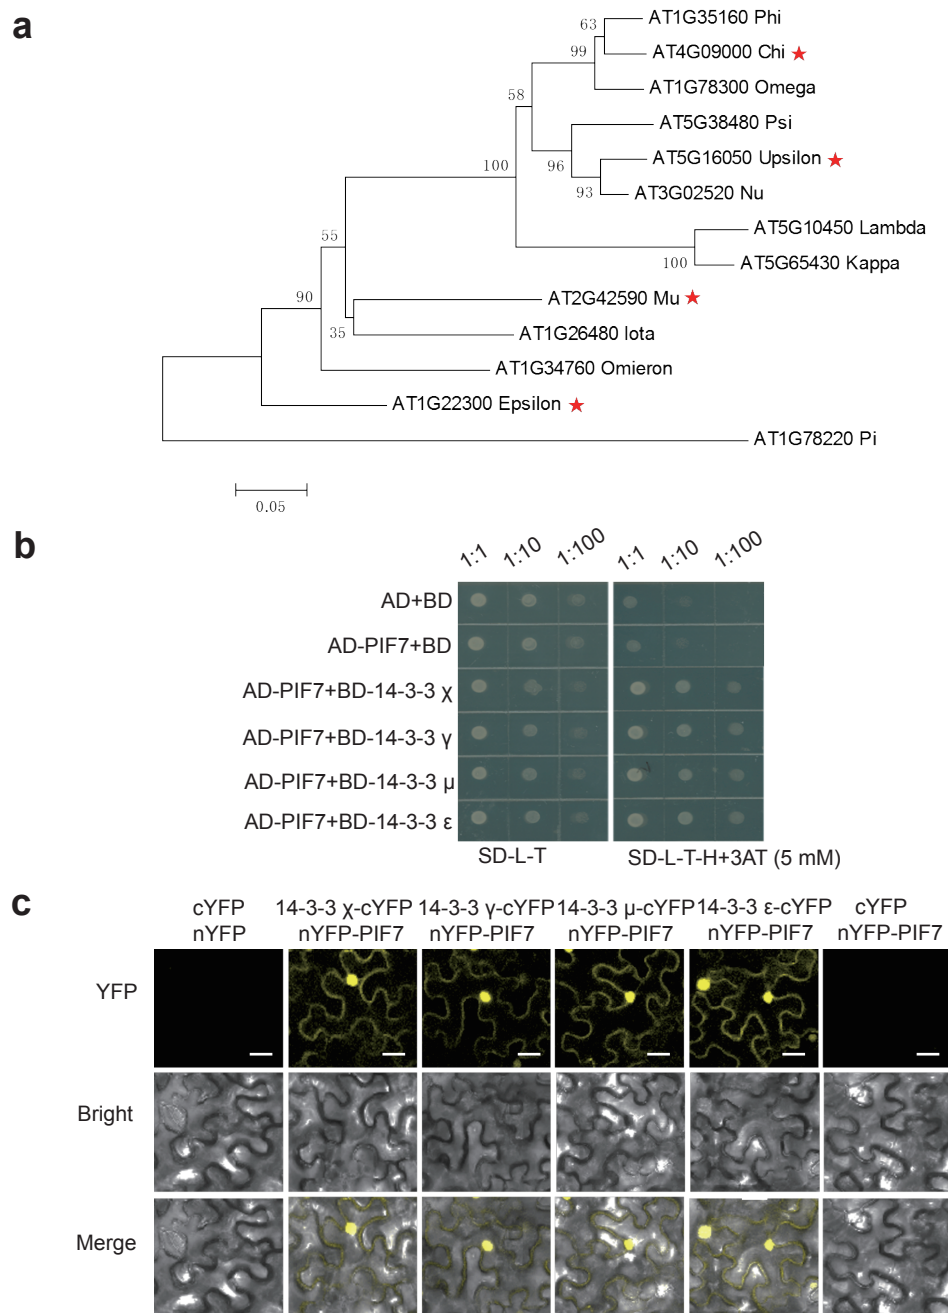 a
63
AT1G35160 Phi
AT4G09000 Chi
99
AT1G78300 Omega
58
AT5G38480 Psi
AT5G16050 Upsilon
96
93
AT3G02520 Nu
100
AT5G10450 Lambda
100
AT5G65430 Kappa
55
90
AT2G42590 Mu
35
AT1G26480 Iota
AT1G34760 Omieron
AT1G22300 Epsilon
AT1G78220 Pi
0.05
b
1:1 1:10 1:100 1:1 1:10 1:100
AD+BD
AD-PIF7+BD
AD-PIF7+BD-14-3-3 χ
AD-PIF7+BD-14-3-3 γ
AD-PIF7+BD-14-3-3 μ
AD-PIF7+BD-14-3-3 ε
SD-L-T SD-L-T-H+3AT (5 mM)
c
cYFP 14-3-3 χ-cYFP 14-3-3 γ-cYFP 14-3-3 μ-cYFP 14-3-3 ε-cYFP cYFP
nYFP nYFP-PIF7 nYFP-PIF7 nYFP-PIF7 nYFP-PIF7 nYFP-PIF7
YFP
Bright
Merge